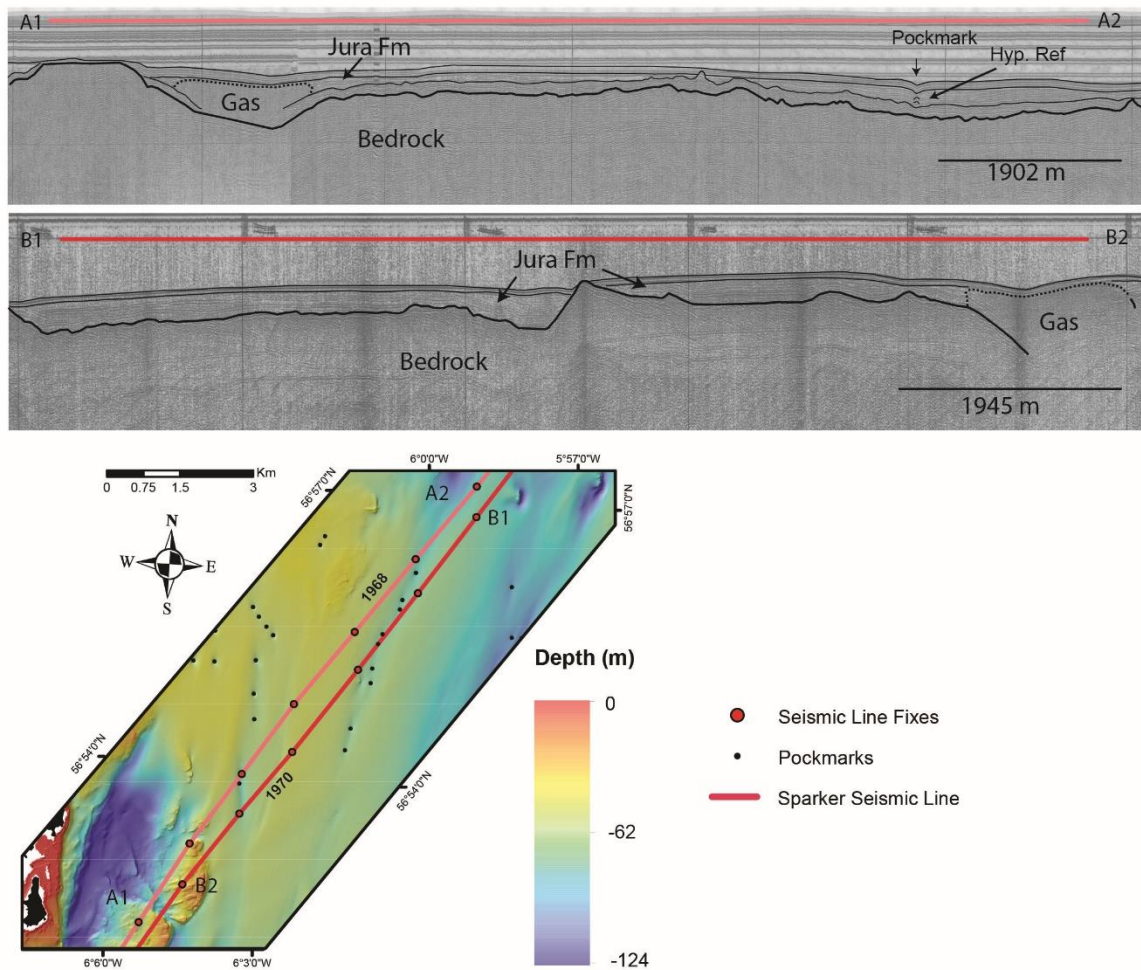 A1
A2
Jura Fm
Pockmark
Hyp. Ref
Gas
Bedrock
1902 m
B1
B2
Jura Fm
Gas
Bedrock
1945 m
0 0.75 1.5 3 Km
6°0'0"W
5°57'0"W
56°57'0"N
56°57'0"N
A2
B1
N
W E
S
1968
Depth (m)
0
-62
-124
Seismic Line Fixes
Pockmarks
Sparker Seismic Line
56°54'0"N
56°54'0"N
1970
A1
B2
6°6'0"W
6°3'0"W